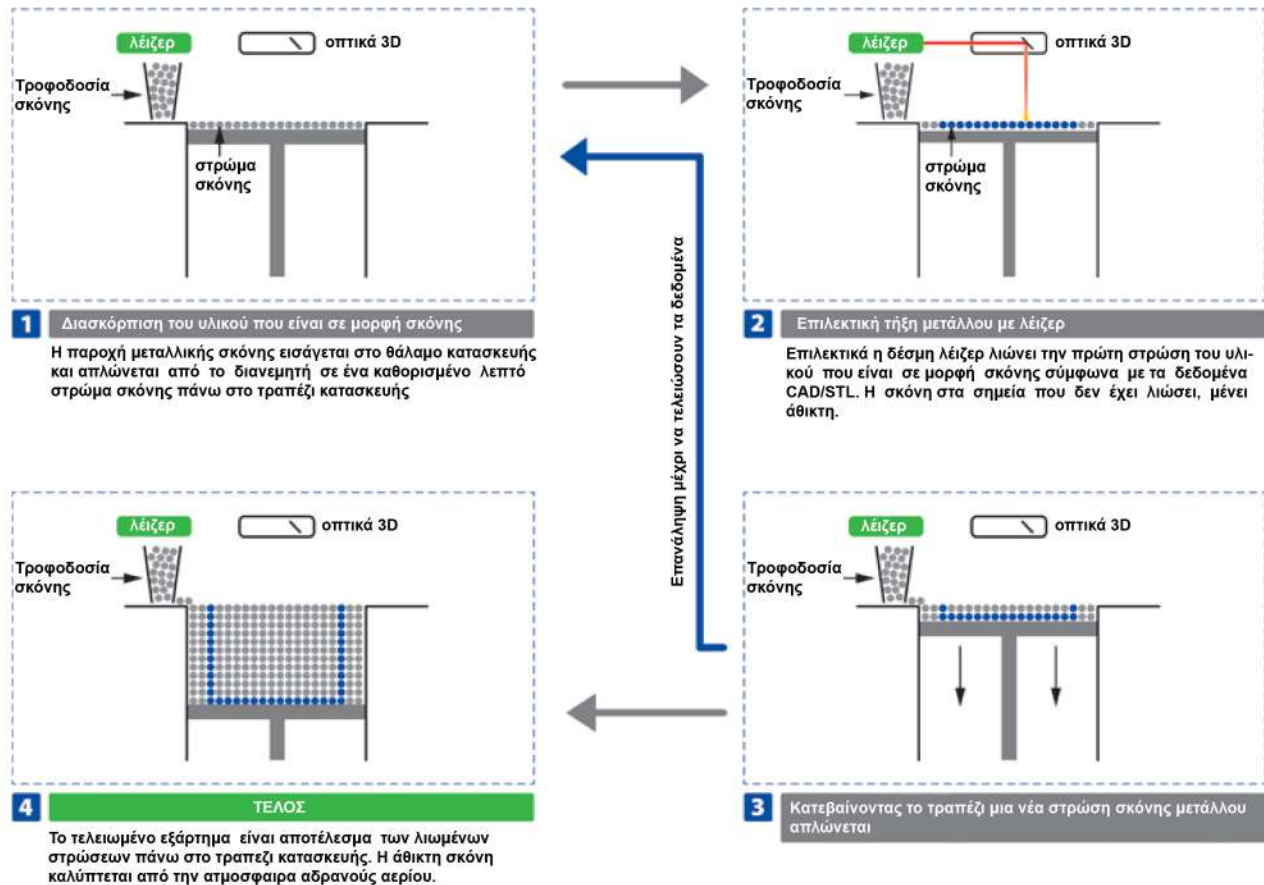 λέιζερ
οπτικά 3D
Τροφοδοσία
σκόνης
στρώμα
σκόνης
1 Διασκόρπιση του υλικού που είναι σε μορφή σκόνης
Η παροχή μεταλλικής σκόνης εισάγεται στο θάλαμο κατασκευής
και απλώνεται από το διανεμητή σε ένα καθορισμένο λεπτό
στρώμα σκόνης πάνω στο τραπέζι κατασκευής
λέιζερ
οπτικά 3D
Τροφοδοσία
σκόνης
στρώμα
σκόνης
2 Επιλεκτική τήξη μετάλλου με λέιζερ
Επιλεκτικά η δέσμη λέιζερ λιώνει την πρώτη στρώση του υλι-
κού που είναι σε μορφή σκόνης σύμφωνα με τα δεδομένα
CAD/STL. Η σκόνη στα σημεία που δεν έχει λιώσει, μένει
άθικτη.
Επανάληψη μέχρι να τελειώσουν τα δεδομένα
λέιζερ
οπτικά 3D
Τροφοδοσία
σκόνης
3 Κατεβαίνοντας το τραπέζι μια νέα στρώση σκόνης μετάλλου
απλώνεται
λέιζερ
οπτικά 3D
Τροφοδοσία
σκόνης
4 ΤΕΛΟΣ
Το τελειωμένο εξάρτημα είναι αποτέλεσμα των λιωμένων
στρώσεων πάνω στο τραπεζι κατασκευής. Η άθικτη σκόνη
καλύπτεται από την ατμοσφαιρα αδρανούς αερίου.